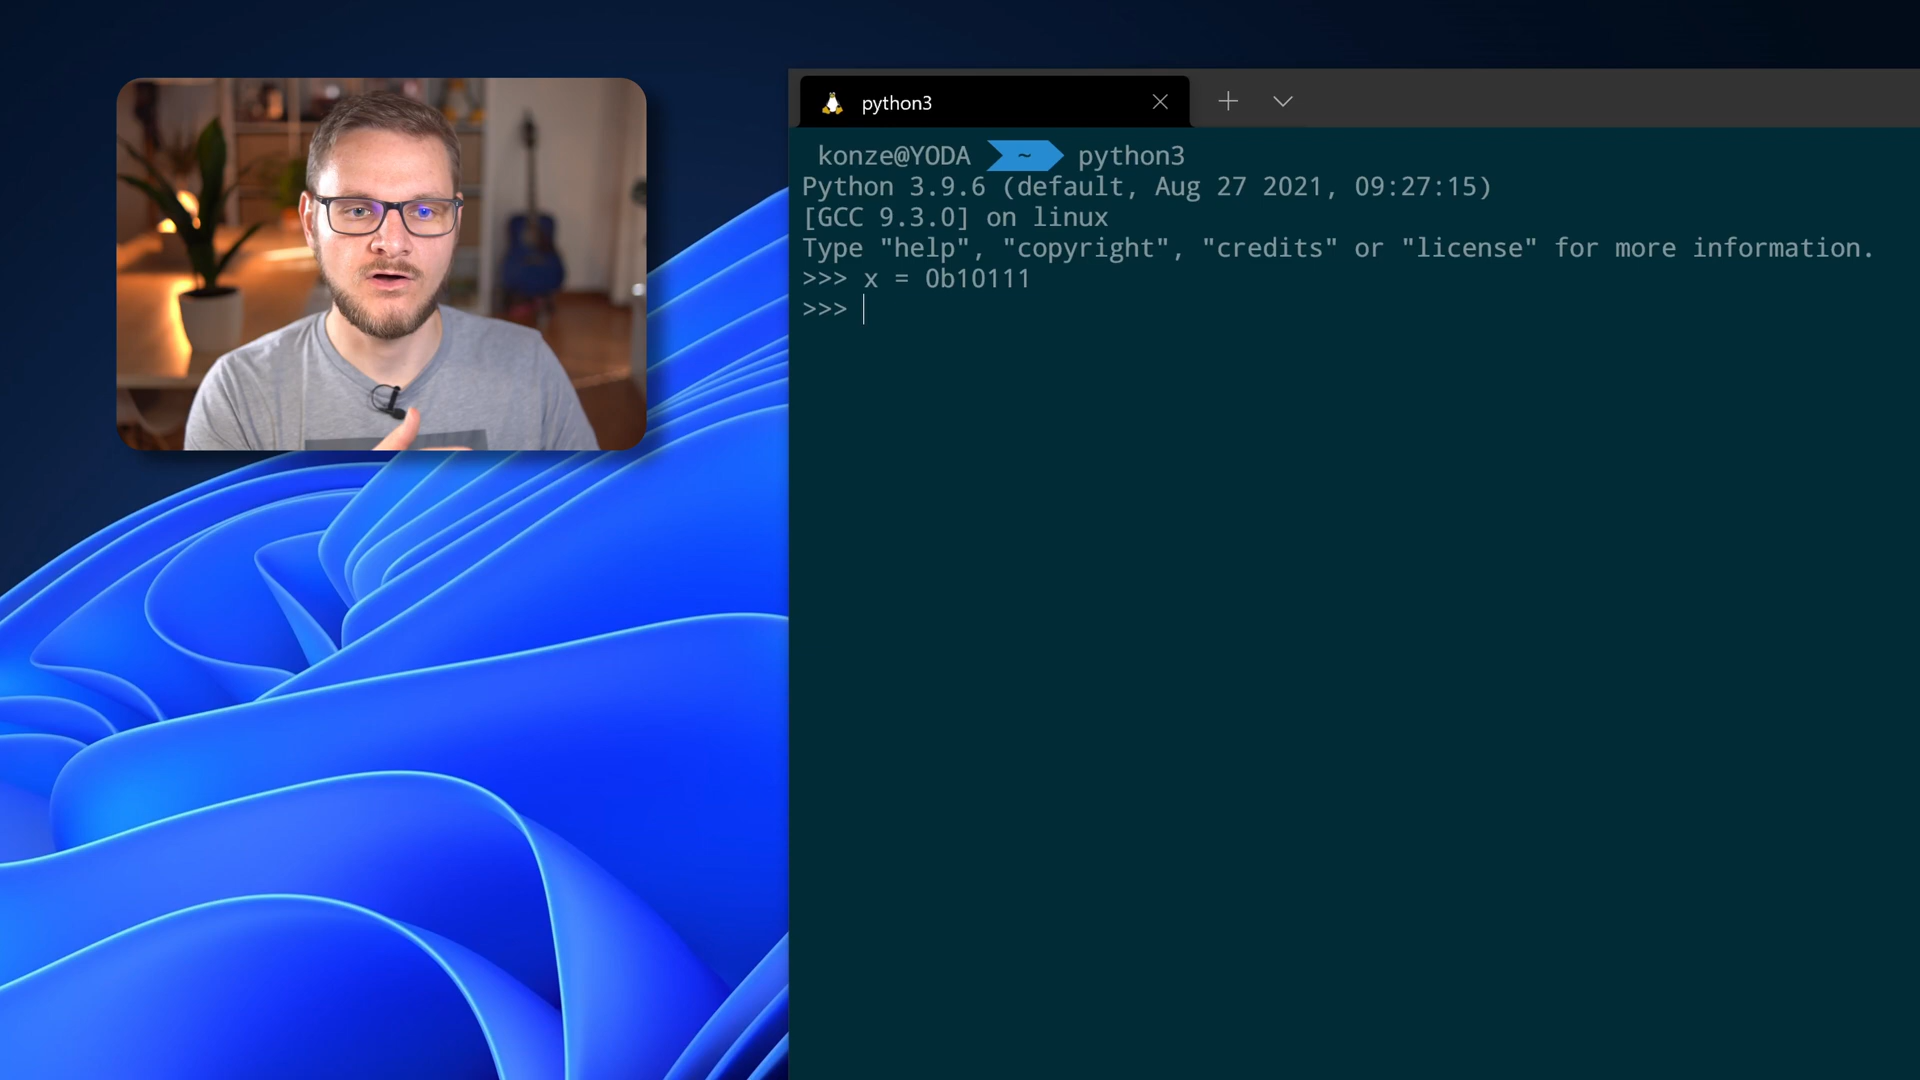 python3
konze@YODA ~ python3
Python 3.9.6 (default, Aug 27 2021, 09:27:15)
[GCC 9.3.0] on linux
Type "help", "copyright", "credits" or "license" for more information.
>>> x = 0b10111
>>>